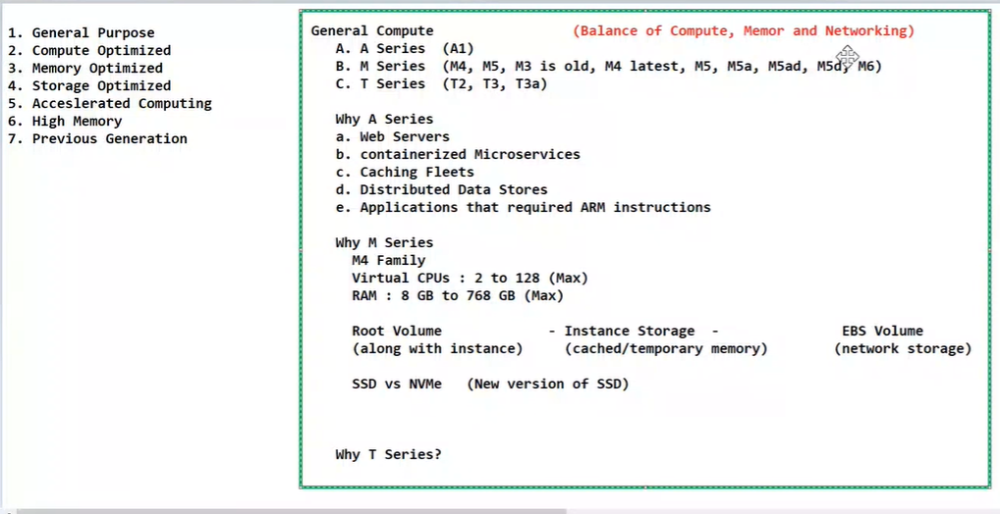 1. General Purpose
2. Compute Optimized
3. Memory Optimized
4. Storage Optimized
5. Acceslerated Computing
6. High Memory
7. Previous Generation
General Compute (Balance of Compute, Memor and Networking)
A. A Series (A1)
B. M Series (M4, M5, M3 is old, M4 latest, M5, M5a, M5ad, M5d, M6)
C. T Series (T2, T3, T3a)
Why A Series
a. Web Servers
b. containerized Microservices
c. Caching Fleets
d. Distributed Data Stores
e. Applications that required ARM instructions
Why M Series
M4 Family
Virtual CPUs : 2 to 128 (Max)
RAM : 8 GB to 768 GB (Max)
Root Volume - Instance Storage - EBS Volume
(along with instance) (cached/temporary memory) (network storage)
SSD vs NVMe (New version of SSD)
Why T Series?